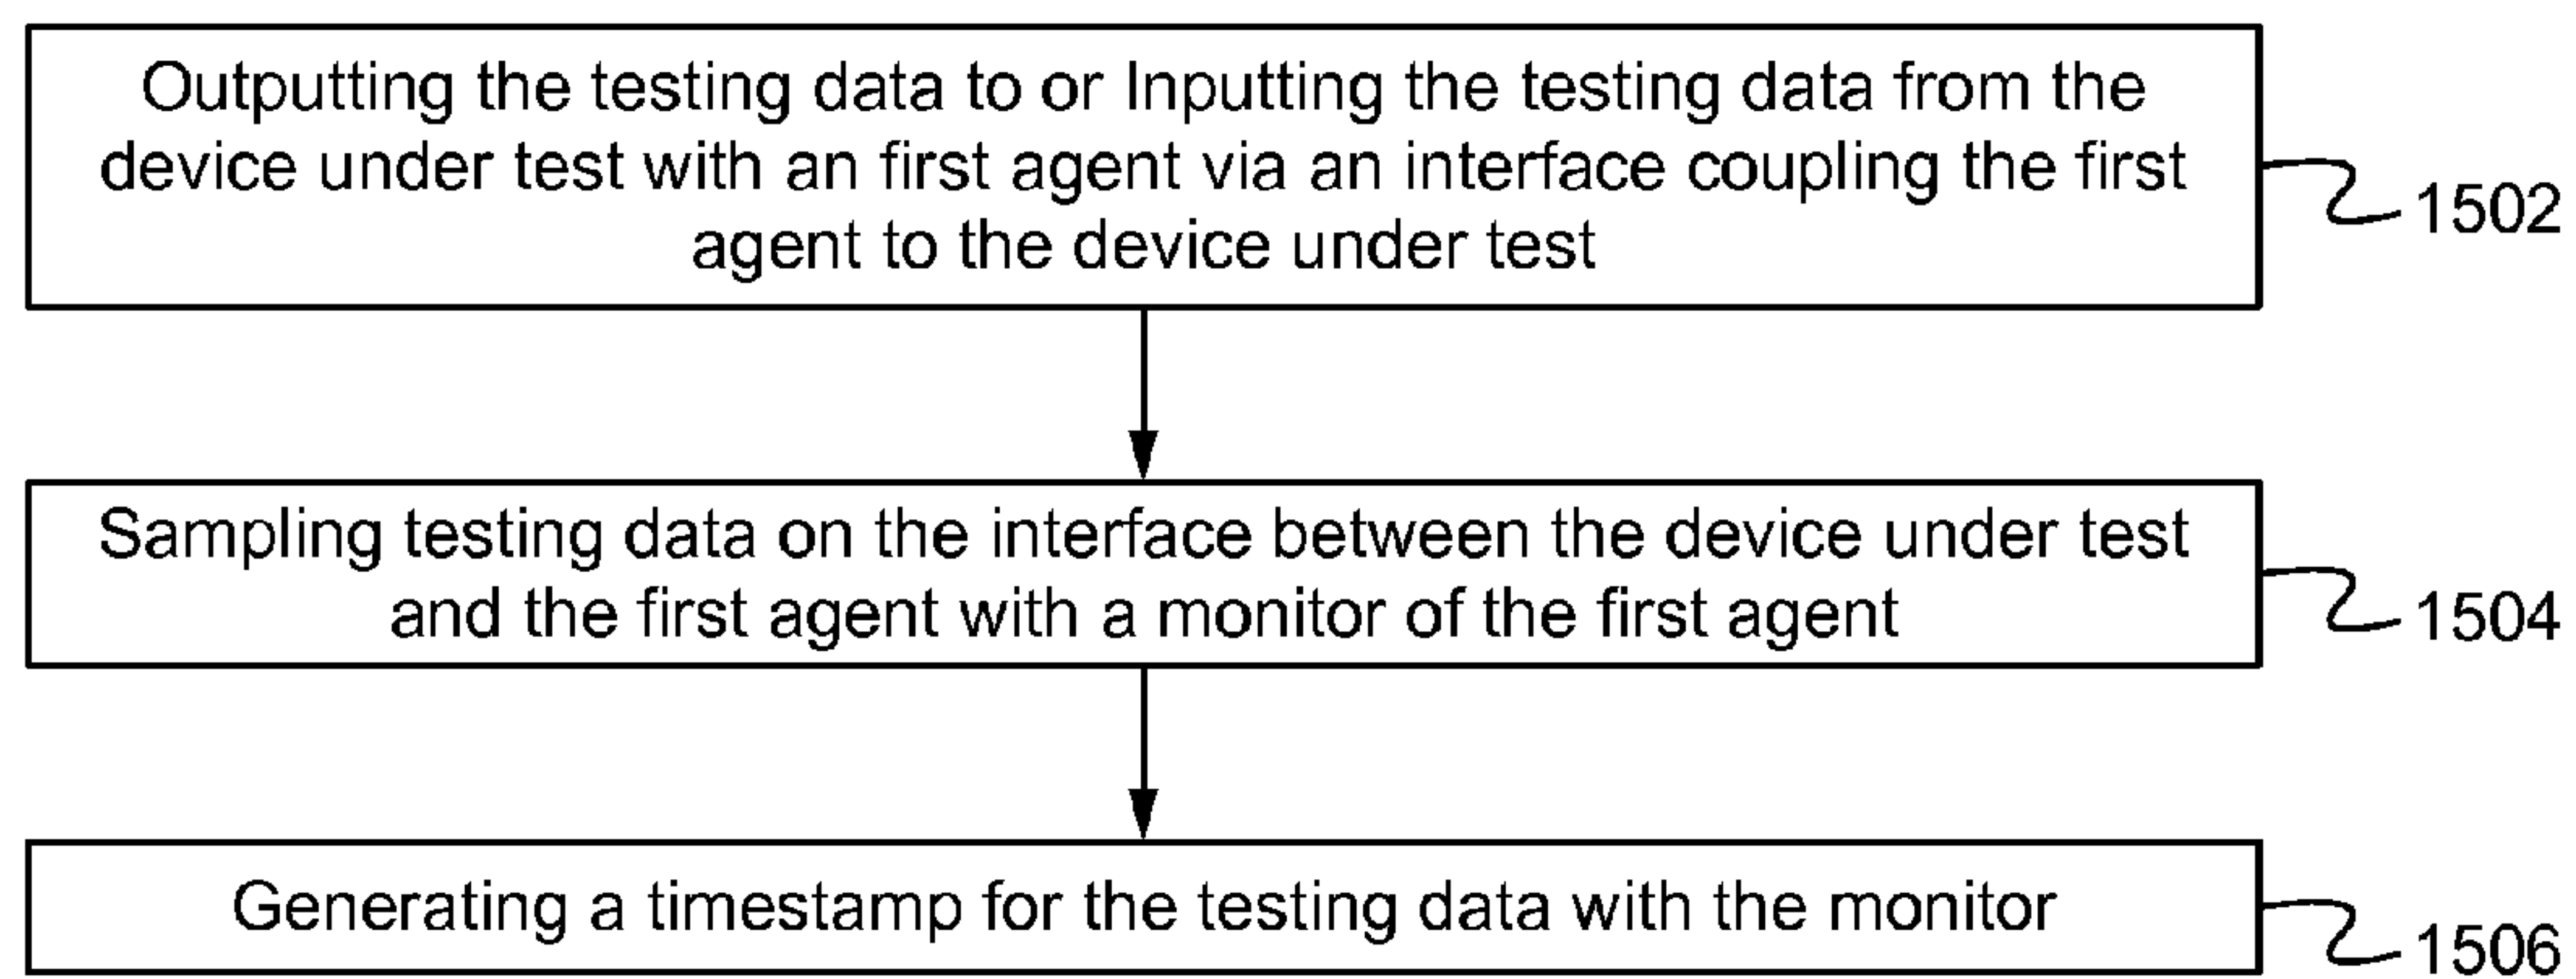 Outputting the testing data to or Inputting the testing data from the
device under test with an first agent via an interface coupling the first
agent to the device under test
1502
Sampling testing data on the interface between the device under test
and the first agent with a monitor of the first agent
1504
Generating a timestamp for the testing data with the monitor
1506